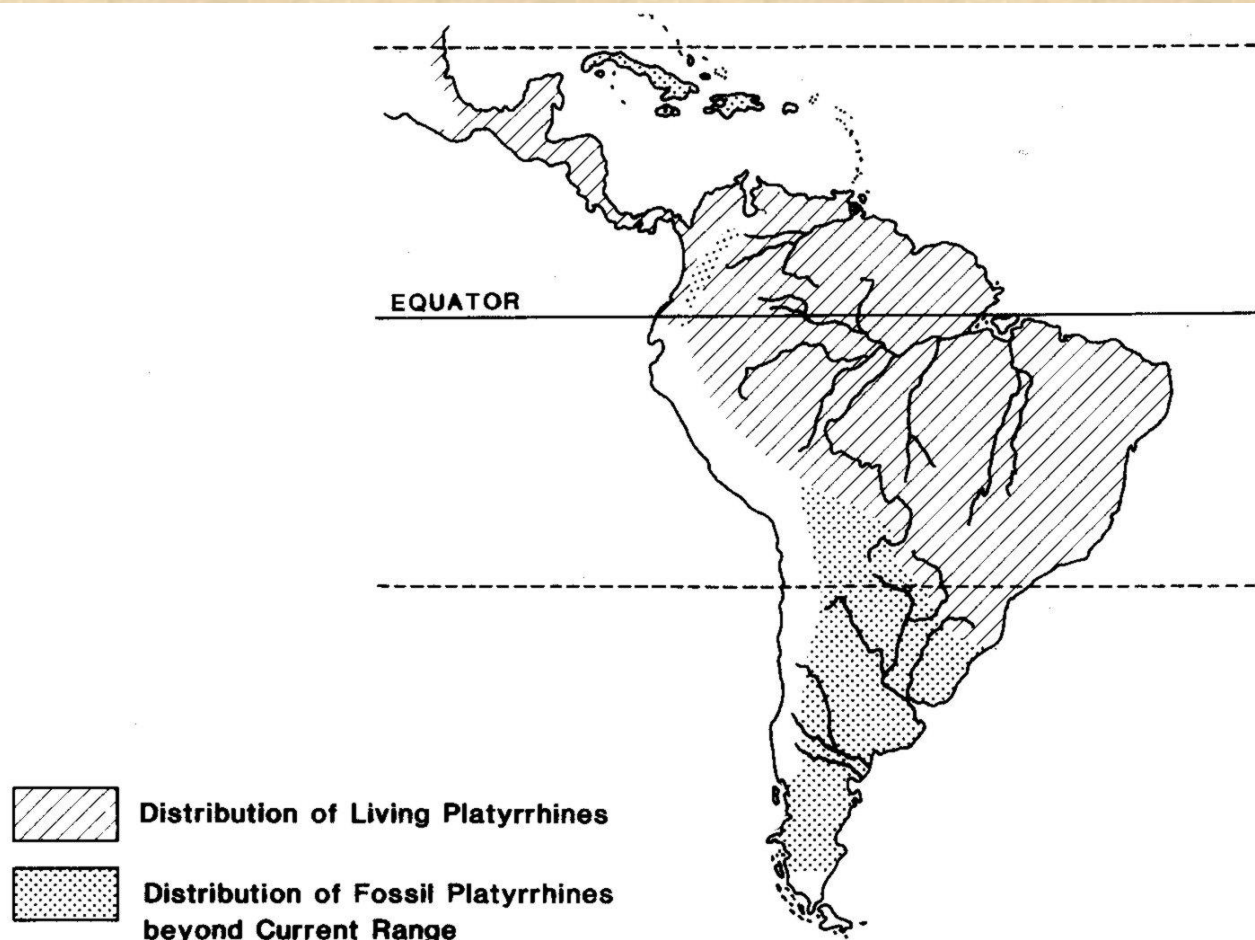 EQUATOR
Distribution of Living Platyrrhines
Distribution of Fossil Platyrrhines
beyond Current Range